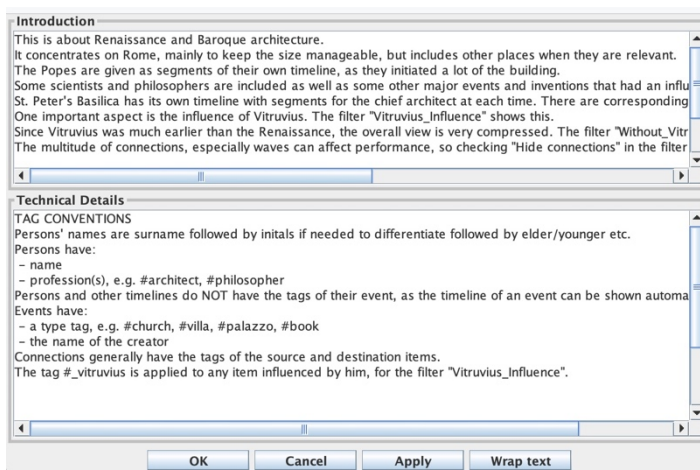 Introduction
This is about Renaissance and Baroque architecture.
It concentrates on Rome, mainly to keep the size manageable, but includes other places when they are relevant.
The Popes are given as segments of their own timeline, as they initiated a lot of the building.
Some scientists and philosophers are included as well as some other major events and inventions that had an influ
St. Peter's Basilica has its own timeline with segments for the chief architect at each time. There are corresponding
One important aspect is the influence of Vitruvius. The filter "Vitruvius_Influence" shows this.
Since Vitruvius was much earlier than the Renaissance, the overall view is very compressed. The filter "Without_Vitr
The multitude of connections, especially waves can affect performance, so checking "Hide connections" in the filter
Technical Details
TAG CONVENTIONS
Persons' names are surname followed by initals if needed to differentiate followed by elder/younger etc.
Persons have:
– name
– profession(s), e.g. #architect, #philosopher
Persons and other timelines do NOT have the tags of their event, as the timeline of an event can be shown automa
Events have:
– a type tag, e.g. #church, #villa, #palazzo, #book
– the name of the creator
Connections generally have the tags of the source and destination items.
The tag #_vitruvius is applied to any item influenced by him, for the filter "Vitruvius_Influence".
OK Cancel Apply Wrap text